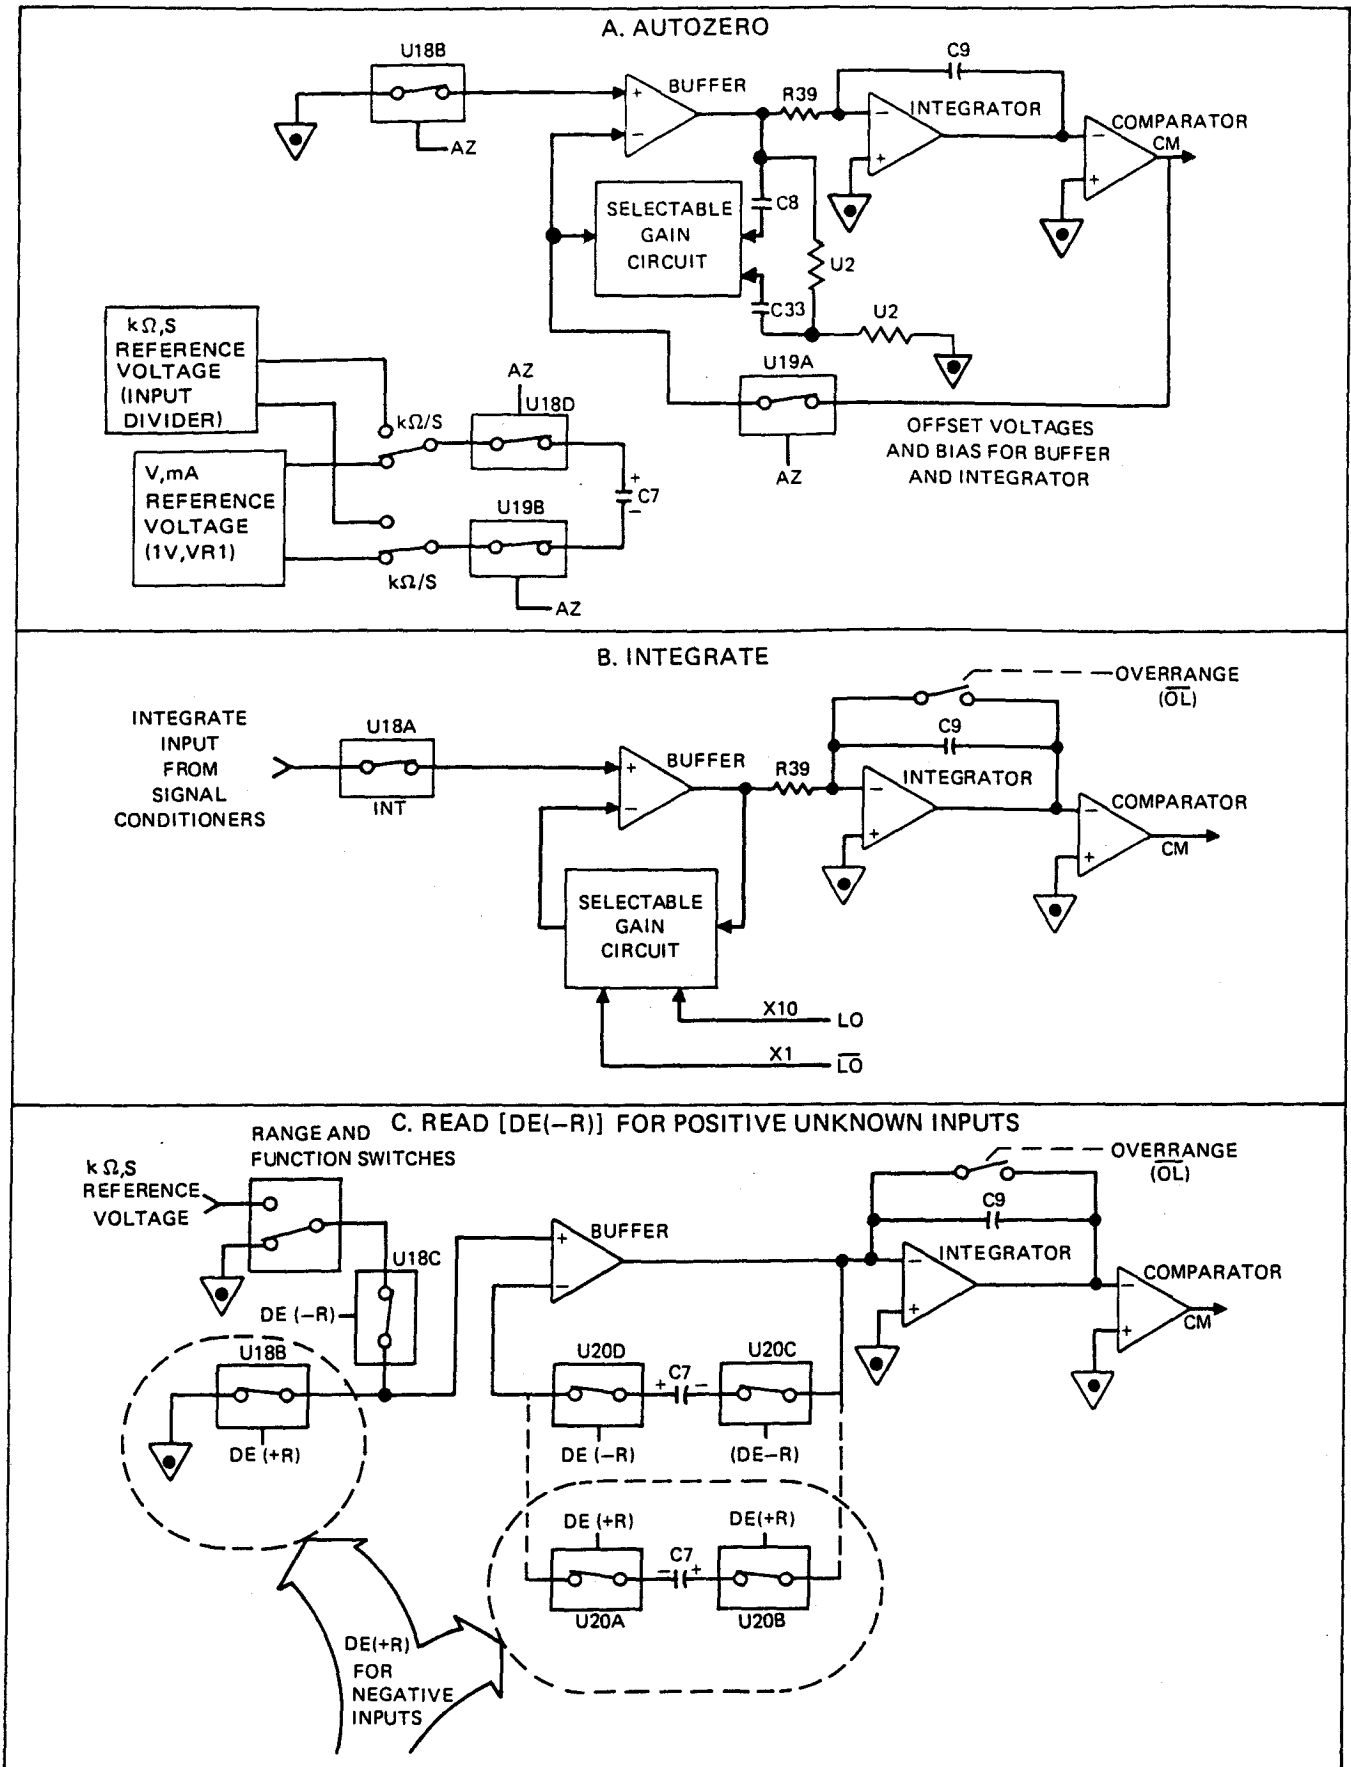 A. AUTOZERO
U18B
AZ
BUFFER
+
−
R39
C9
INTEGRATOR
−
+
COMPARATOR
CM
−
+
SELECTABLE
GAIN
CIRCUIT
C8
U2
C33
U2
U19A
AZ
OFFSET VOLTAGES
AND BIAS FOR BUFFER
AND INTEGRATOR
kΩ,S
REFERENCE
VOLTAGE
(INPUT
DIVIDER)
V,mA
REFERENCE
VOLTAGE
(1V,VR1)
kΩ/S
AZ
U18D
+
C7
−
U19B
kΩ/S
AZ
B. INTEGRATE
INTEGRATE
INPUT
FROM
SIGNAL
CONDITIONERS
U18A
INT
BUFFER
+
−
R39
OVERRANGE
(O̅L̅)
C9
INTEGRATOR
−
+
COMPARATOR
−
+
CM
SELECTABLE
GAIN
CIRCUIT
X10
LO
X1
L̅O̅
C. READ [DE(−R)] FOR POSITIVE UNKNOWN INPUTS
RANGE AND
FUNCTION SWITCHES
kΩ,S
REFERENCE
VOLTAGE
U18C
DE (−R)
U18B
DE (+R)
BUFFER
+
−
OVERRANGE
(O̅L̅)
C9
INTEGRATOR
−
+
COMPARATOR
−
+
CM
U20D
+ C7 −
U20C
DE (−R)
(DE−R)
DE (+R)
DE(+R)
− C7 +
U20A
U20B
DE(+R)
FOR
NEGATIVE
INPUTS